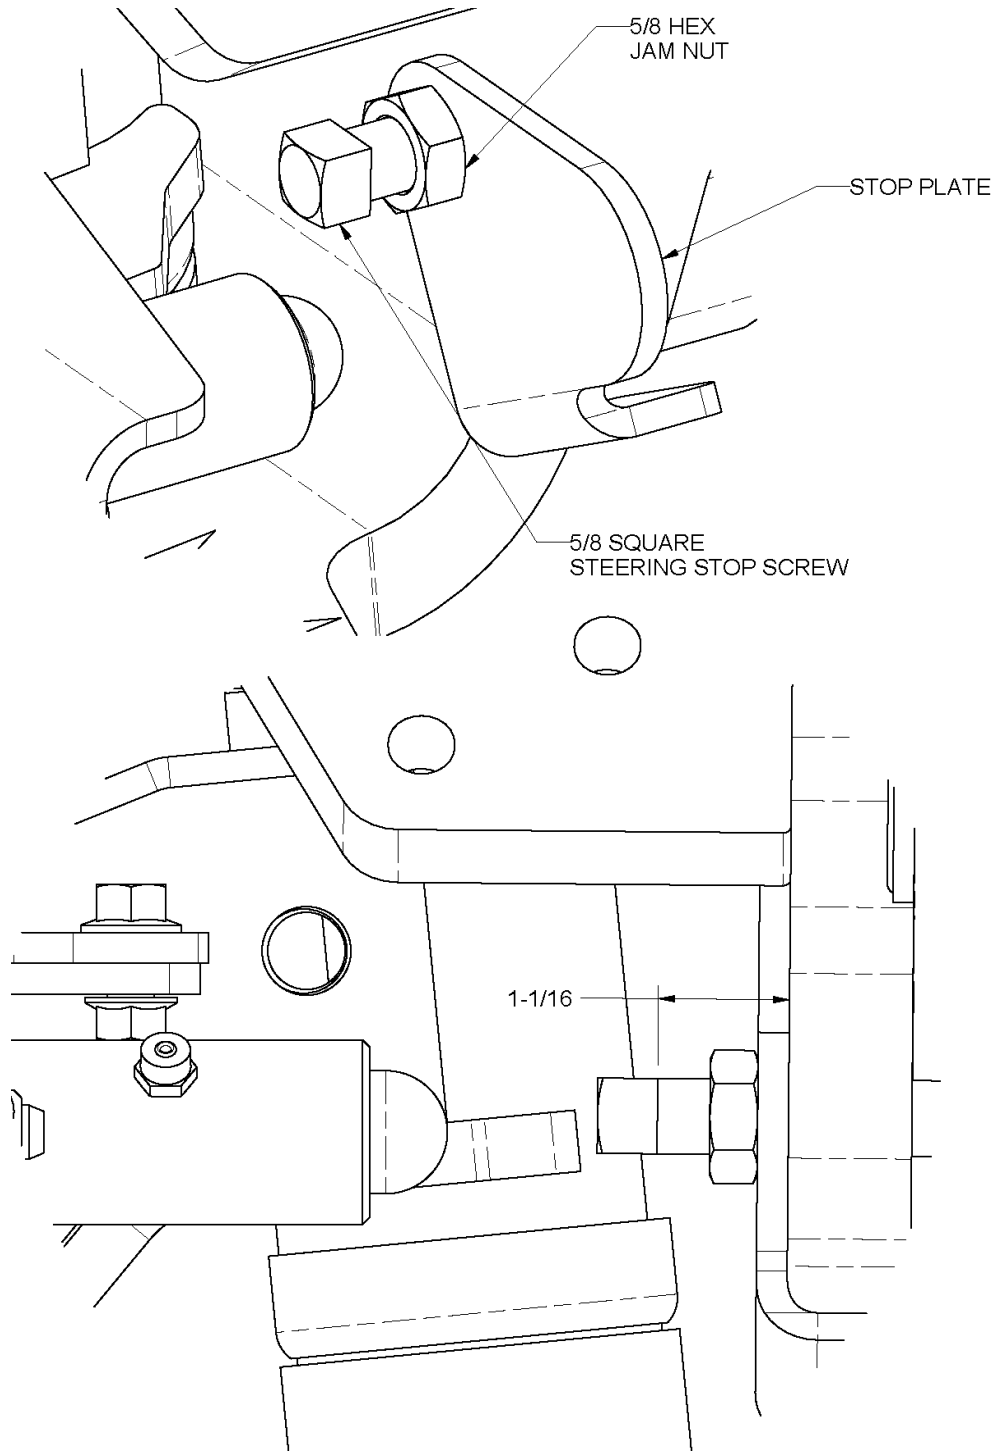 5/8 HEX
JAM NUT
STOP PLATE
5/8 SQUARE
STEERING STOP SCREW
1-1/16